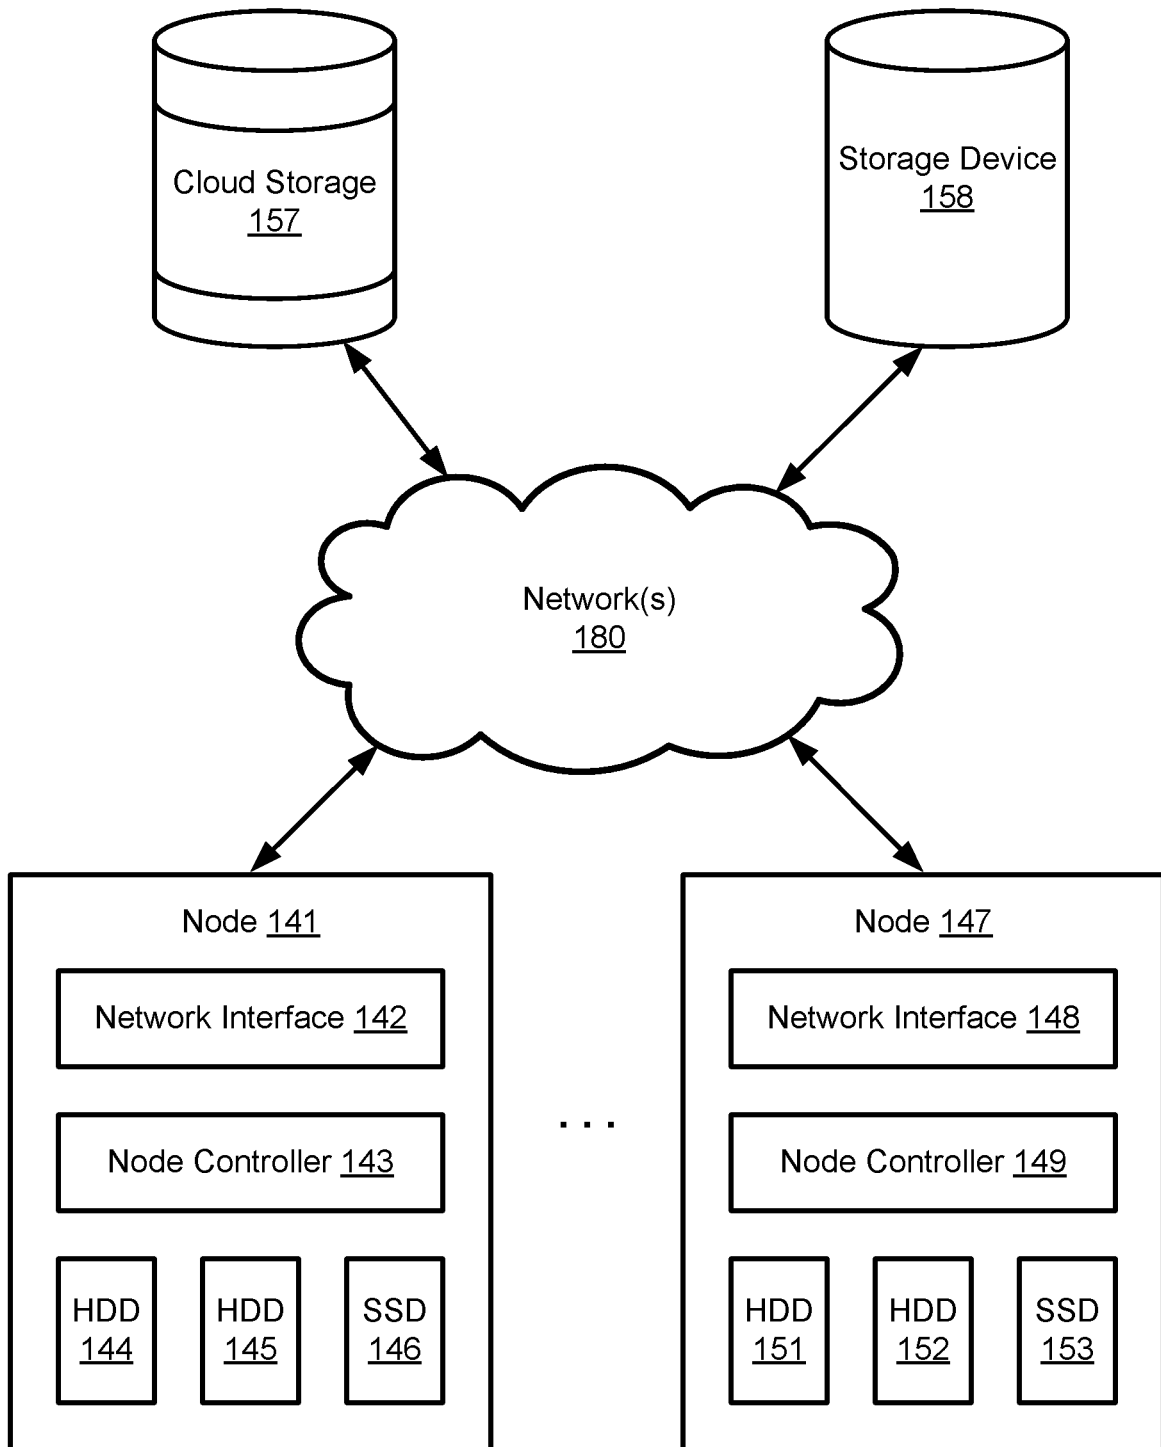 Cloud Storage
157
Storage Device
158
Network(s)
180
Node 141
Network Interface 142
Node Controller 143
HDD
144
HDD
145
SSD
146
. . .
Node 147
Network Interface 148
Node Controller 149
HDD
151
HDD
152
SSD
153